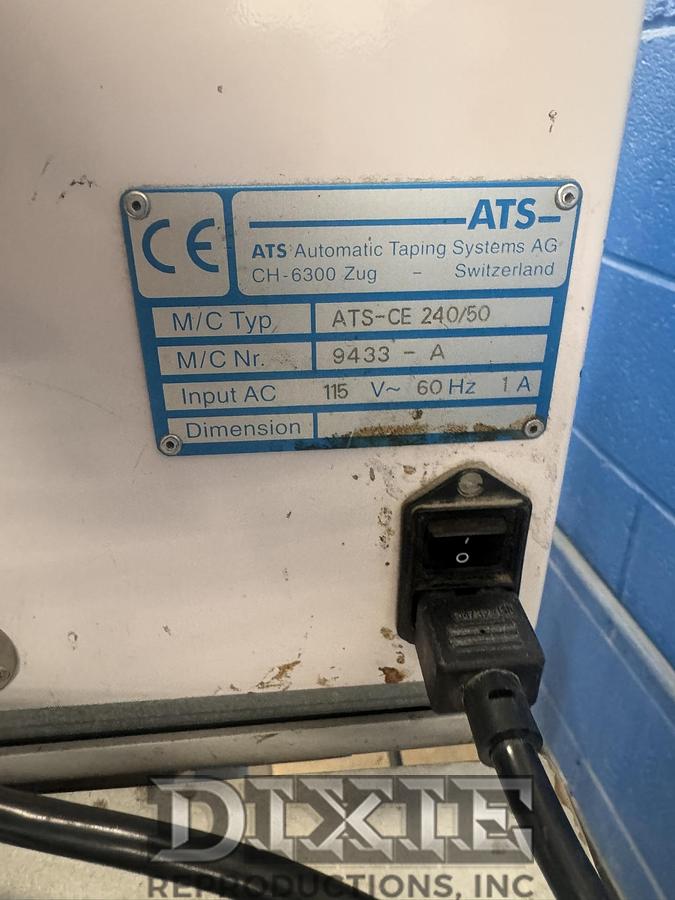 CE
ATS
ATS Automatic Taping Systems AG
CH-6300 Zug - Switzerland
M/C Typ ATS-CE 240/50
M/C Nr. 9433 - A
Input AC 115 V~ 60 Hz 1 A
Dimension
I
O
DIXIE
REPRODUCTIONS, INC